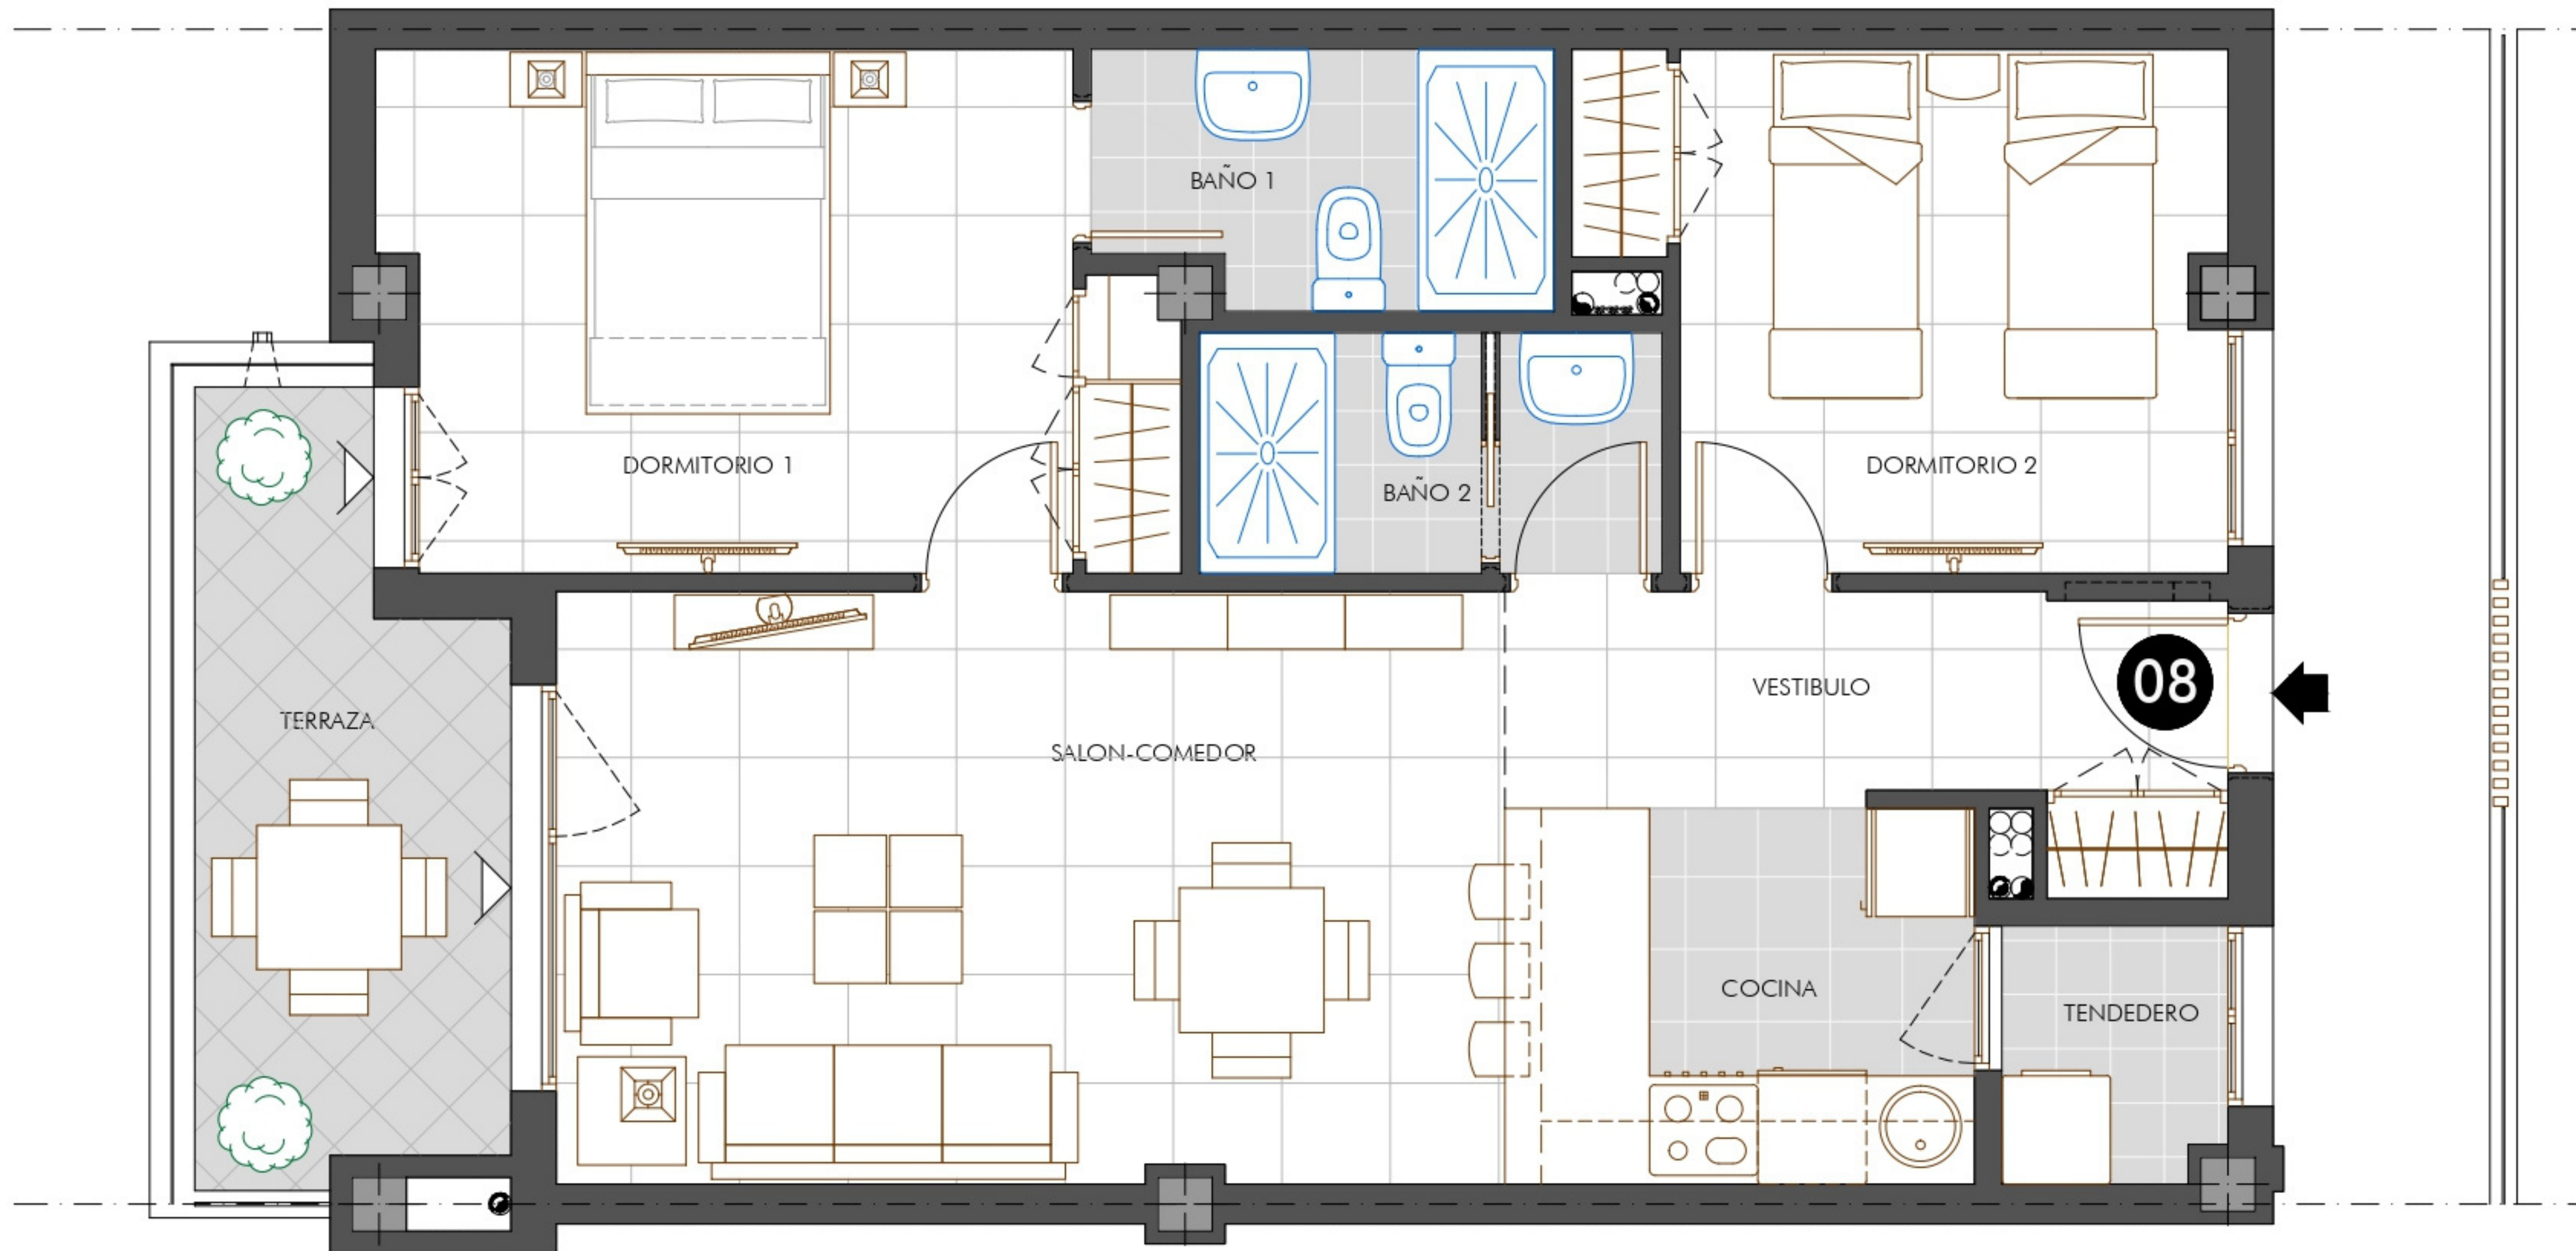 BAÑO 1
DORMITORIO 1
BAÑO 2
DORMITORIO 2
08
VESTIBULO
TERRAZA
SALON-COMEDOR
COCINA
TENDEDERO